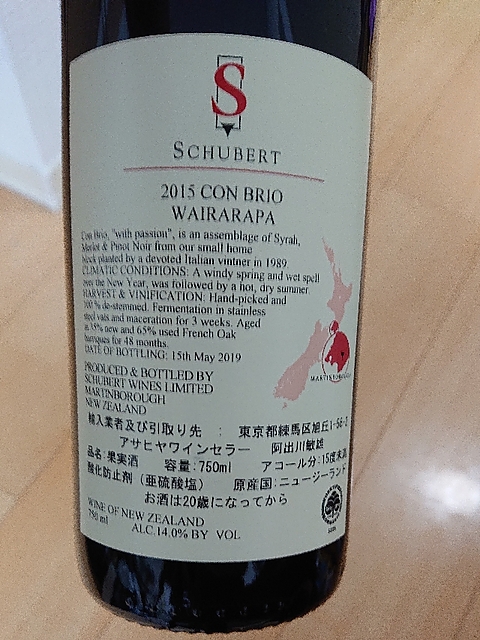 S
SCHUBERT
2015 CON BRIO
WAIRARAPA
Con Brio, "with passion", is an assemblage of Syrah,
Merlot & Pinot Noir from our small home
block planted by a devoted Italian vintner in 1989.
CLIMATIC CONDITIONS: A windy spring and wet spell
over the New Year, was followed by a hot, dry summer.
HARVEST & VINIFICATION: Hand-picked and
100 % de-stemmed. Fermentation in stainless
steel vats and maceration for 3 weeks. Aged
in 35% new and 65% used French Oak
barriques for 48 months.
DATE OF BOTTLING: 15th May 2019
MARTINBOROUGH
PRODUCED & BOTTLED BY
SCHUBERT WINES LIMITED
MARTINBOROUGH
NEW ZEALAND
輸入業者及び引取り先 : 東京都練馬区旭丘1-56-2
アサヒヤワインセラー 阿出川敏雄
品名:果実酒 容量:750ml アコール分:15度未満
酸化防止剤(亜硫酸塩) 原産国:ニュージーランド
お酒は20歳になってから
WINE OF NEW ZEALAND
750 ml ALC.14.0% BY VOL